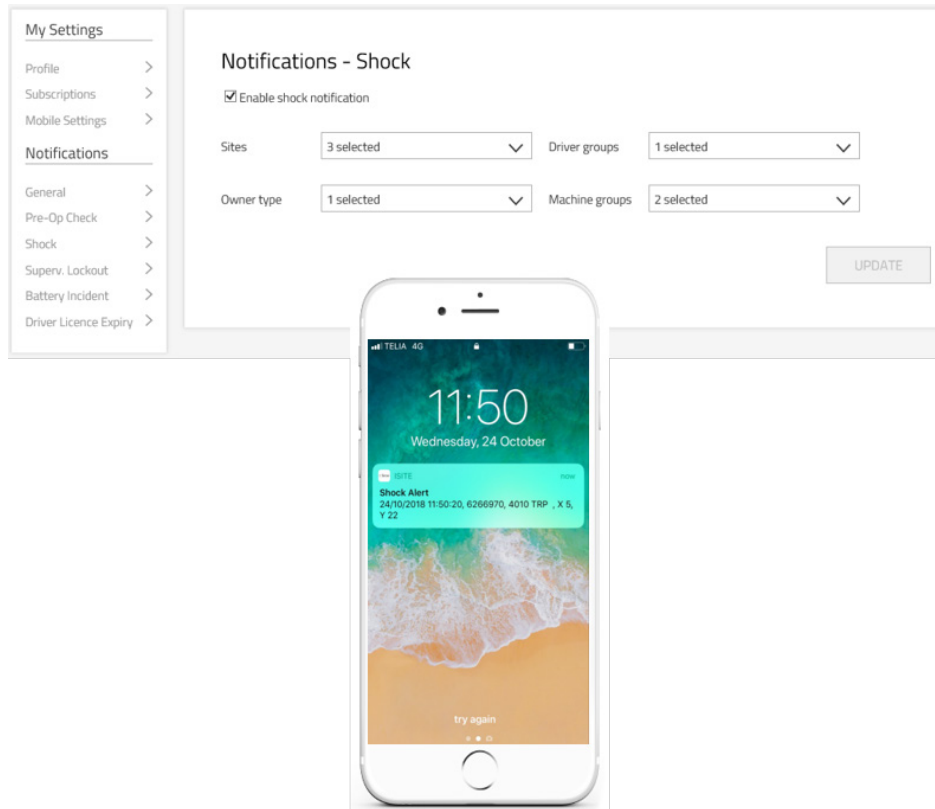 My Settings
Profile
Subscriptions
Mobile Settings
Notifications
General
Pre-Op Check
Shock
Superv. Lockout
Battery Incident
Driver Licence Expiry
Notifications - Shock
Enable shock notification
Sites 3 selected Driver groups 1 selected
Owner type 1 selected Machine groups 2 selected
UPDATE
TELIA 4G
11:50
Wednesday, 24 October
ISITE now
Shock Alert
24/10/2018 11:50:20, 6266970, 4010 TRP , X 5,
Y 22
try again